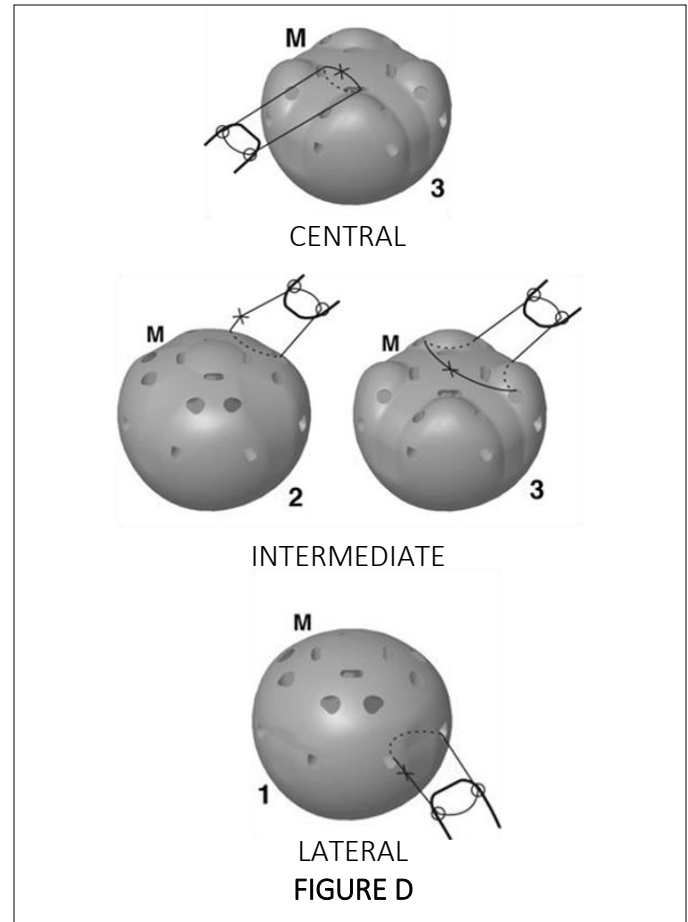 M
3
CENTRAL
M M
2 3
INTERMEDIATE
M
1
LATERAL
FIGURE D